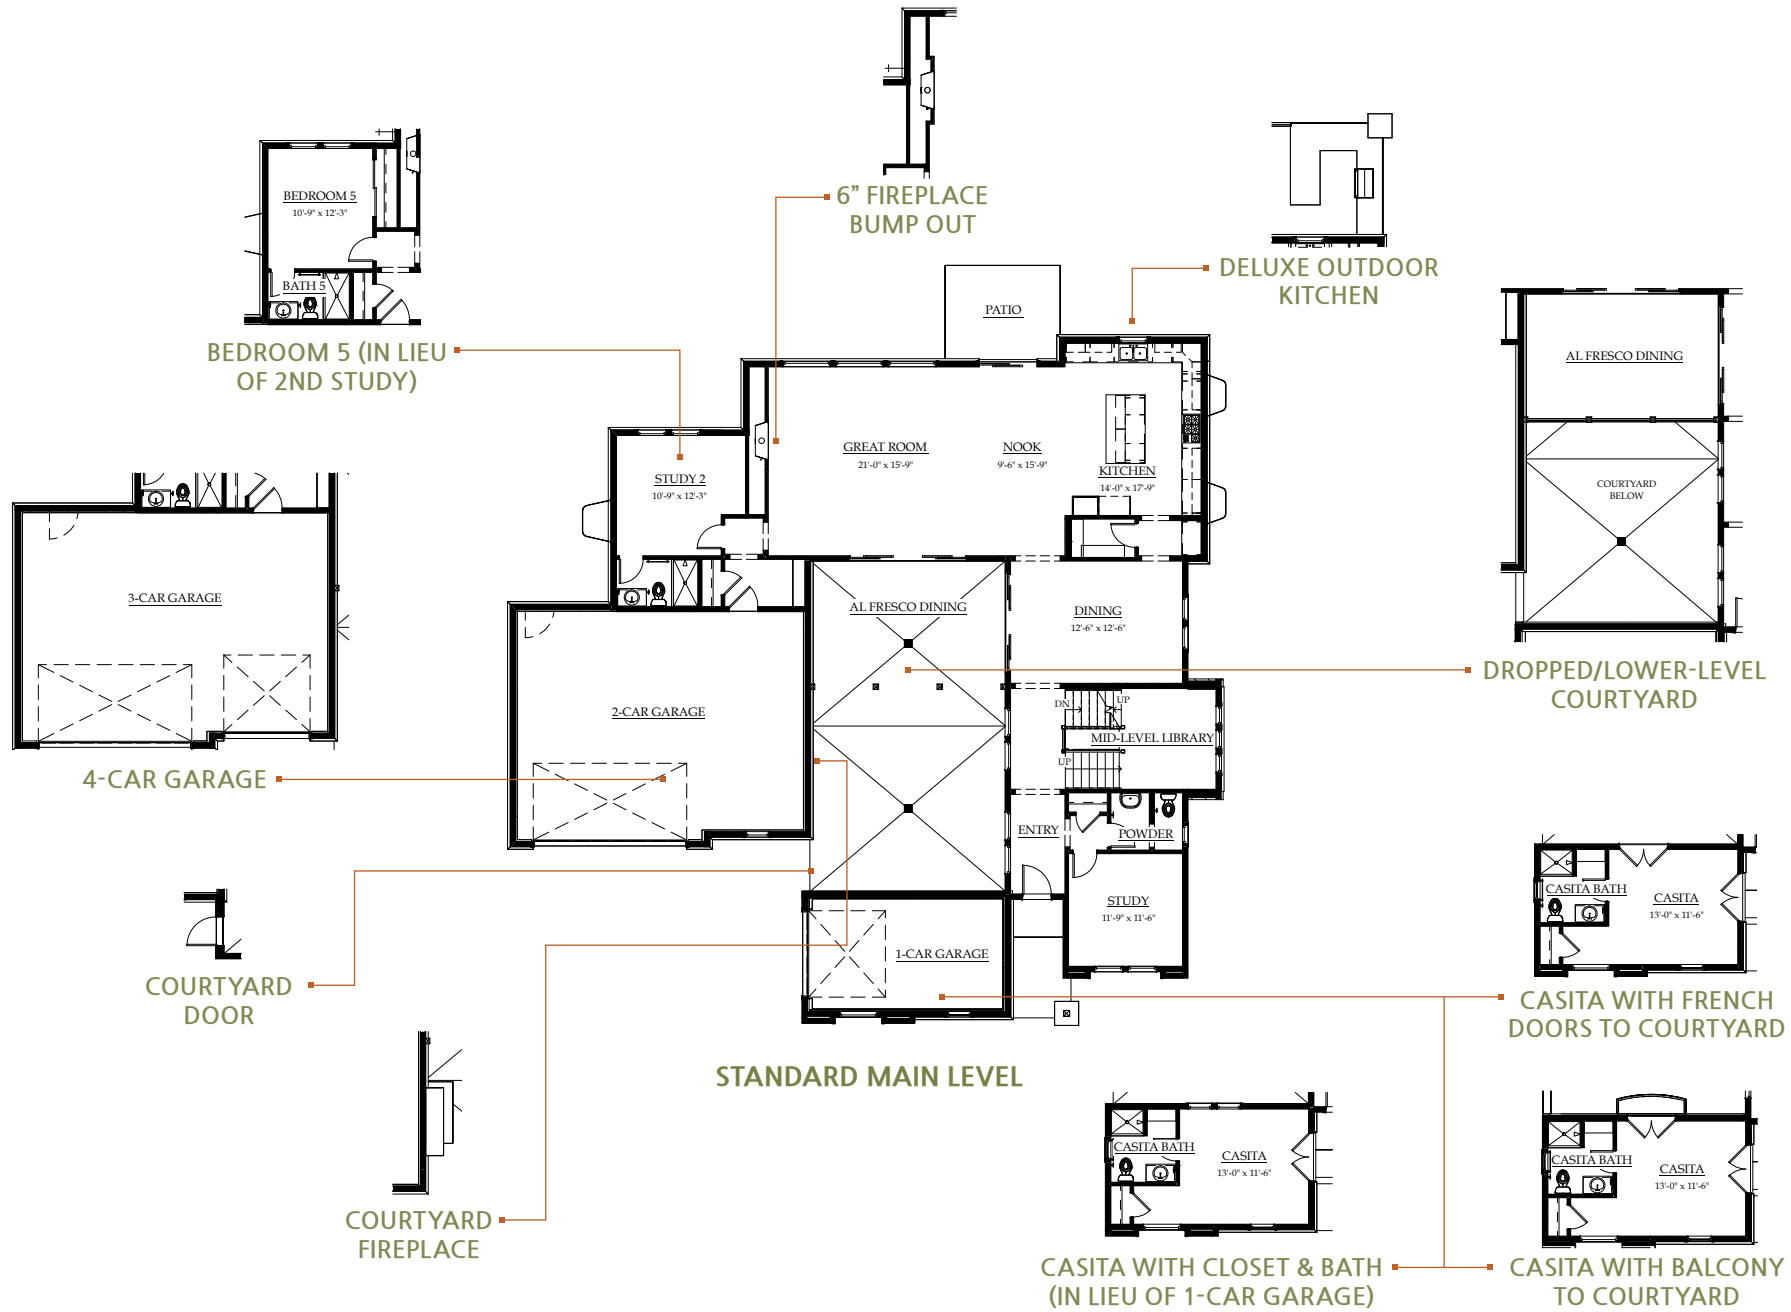 6” FIREPLACE
BUMP OUT
BEDROOM 5
10'-9" x 12'-3"
BATH 5
BEDROOM 5 (IN LIEU
OF 2ND STUDY)
DELUXE OUTDOOR
KITCHEN
PATIO
AL FRESCO DINING
COURTYARD
BELOW
DROPPED/LOWER-LEVEL
COURTYARD
GREAT ROOM
21'-0" x 15'-9"
NOOK
9'-6" x 15'-9"
KITCHEN
14'-0" x 17'-9"
STUDY 2
10'-9" x 12'-3"
3-CAR GARAGE
4-CAR GARAGE
AL FRESCO DINING
DINING
12'-6" x 12'-6"
2-CAR GARAGE
DN
UP
MID-LEVEL LIBRARY
UP
ENTRY
POWDER
STUDY
11'-9" x 11'-6"
1-CAR GARAGE
COURTYARD
DOOR
CASITA BATH
CASITA
13'-0" x 11'-6"
CASITA WITH FRENCH
DOORS TO COURTYARD
STANDARD MAIN LEVEL
COURTYARD
FIREPLACE
CASITA BATH
CASITA
13'-0" x 11'-6"
CASITA WITH CLOSET & BATH
(IN LIEU OF 1-CAR GARAGE)
CASITA BATH
CASITA
13'-0" x 11'-6"
CASITA WITH BALCONY
TO COURTYARD